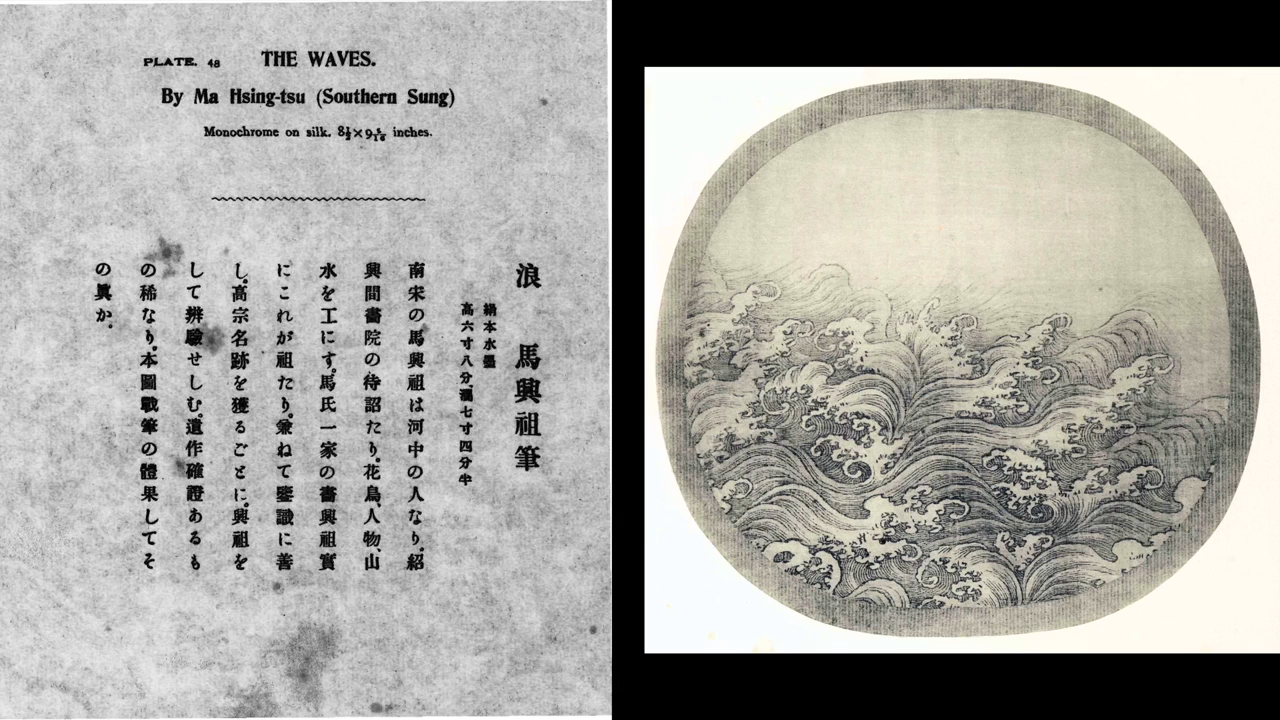 PLATE. 48 THE WAVES.
By Ma Hsing-tsu (Southern Sung)
Monochrome on silk. 8½×9 5/16 inches.
浪 馬興祖筆
絹本水墨
高六寸八分、濶七寸四分半
南宋の馬興祖は河中の人なり。紹
興間畫院の待詔たり。花鳥、人物、山
水を工にす。馬氏一家の畫興祖實
にこれが祖たり。兼ねて鑒識に善
し。高宗名跡を獲るごとに、興祖を
して辨驗せしむ。遺作確證あるも
の稀なり。本圖戰筆の體果してそ
の眞か。